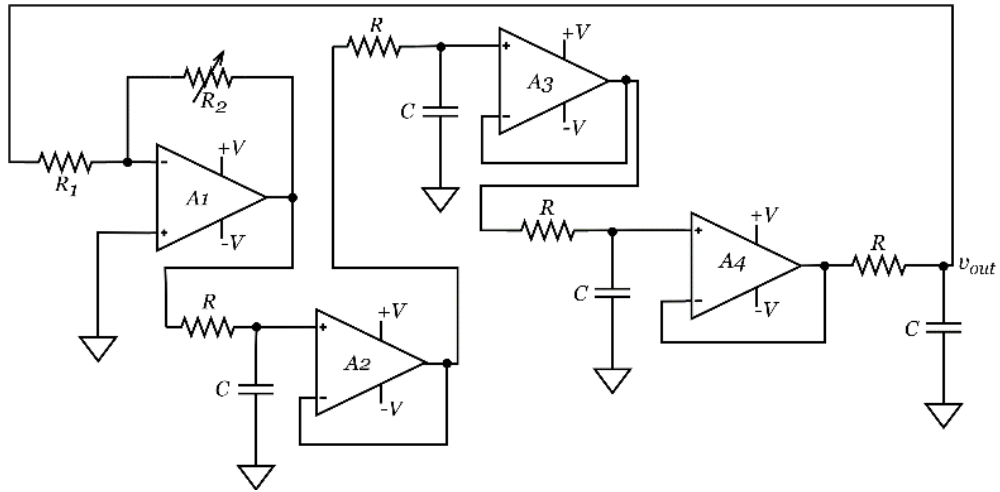 R
+V
+
A3
-
-V
C
R2
R1
-
+V
A1
+
-V
R
+V
+
A4
-
-V
R
vout
C
C
R
+V
+
A2
-
-V
C